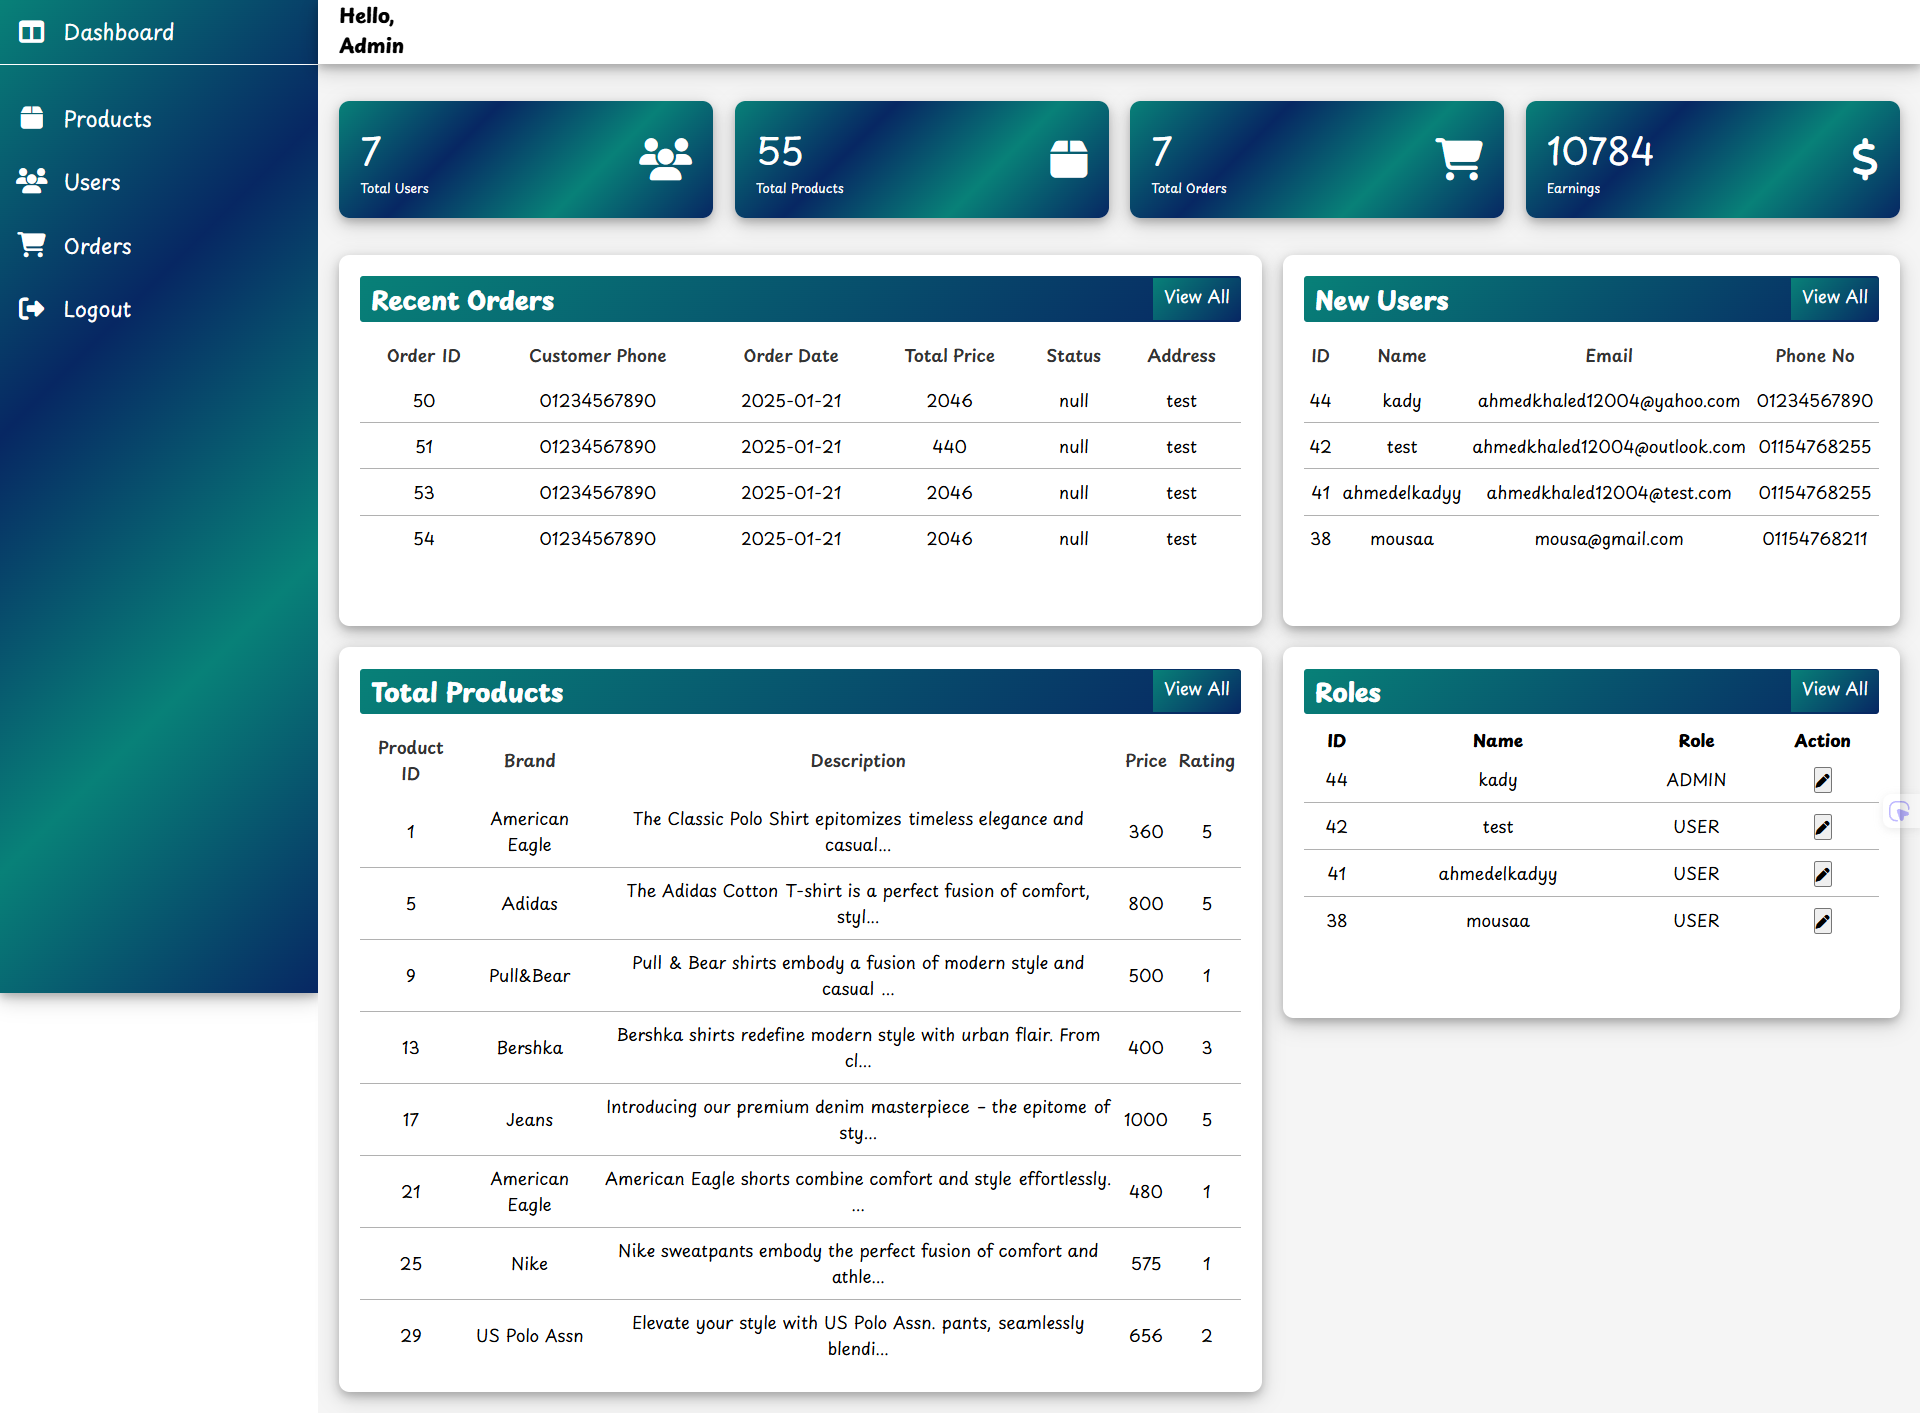 Dashboard
Products
Users
Orders
Logout
Hello,
Admin
7
Total Users
55
Total Products
7
Total Orders
10784
Earnings
Recent Orders View All
Order ID Customer Phone Order Date Total Price Status Address
50 01234567890 2025-01-21 2046 null test
51 01234567890 2025-01-21 440 null test
53 01234567890 2025-01-21 2046 null test
54 01234567890 2025-01-21 2046 null test
New Users View All
ID Name Email Phone No
44 kady ahmedkhaled12004@yahoo.com 01234567890
42 test ahmedkhaled12004@outlook.com 01154768255
41 ahmedelkadyy ahmedkhaled12004@test.com 01154768255
38 mousaa mousa@gmail.com 01154768211
Total Products View All
Product
ID Brand Description Price Rating
1 American
Eagle The Classic Polo Shirt epitomizes timeless elegance and
casual... 360 5
5 Adidas The Adidas Cotton T-shirt is a perfect fusion of comfort,
styl... 800 5
9 Pull&Bear Pull & Bear shirts embody a fusion of modern style and
casual ... 500 1
13 Bershka Bershka shirts redefine modern style with urban flair. From
cl... 400 3
17 Jeans Introducing our premium denim masterpiece – the epitome of
sty... 1000 5
21 American
Eagle American Eagle shorts combine comfort and style effortlessly.
... 480 1
25 Nike Nike sweatpants embody the perfect fusion of comfort and
athle... 575 1
29 US Polo Assn Elevate your style with US Polo Assn. pants, seamlessly
blendi... 656 2
Roles View All
ID Name Role Action
44 kady ADMIN
42 test USER
41 ahmedelkadyy USER
38 mousaa USER